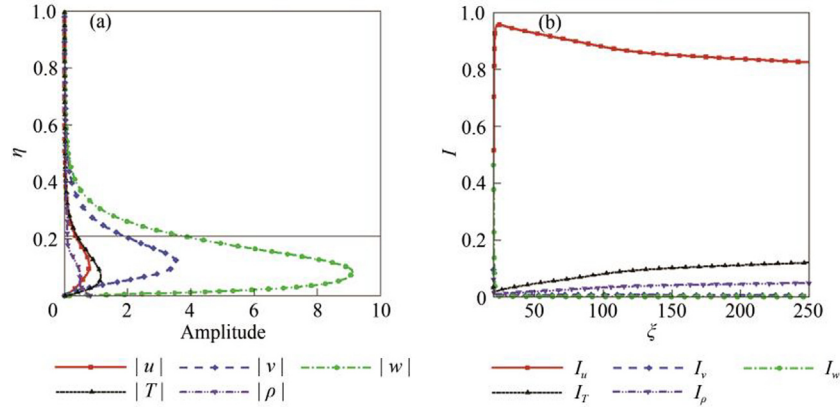 (a)
1.0
0.8
0.6
0.4
0.2
0
η
0 2 4 6 8 10
Amplitude
|u| |v| |w|
|T| |ρ|
(b)
1.0
0.8
0.6
0.4
0.2
0
I
50 100 150 200 250
ξ
I_u I_v I_w
I_T I_ρ